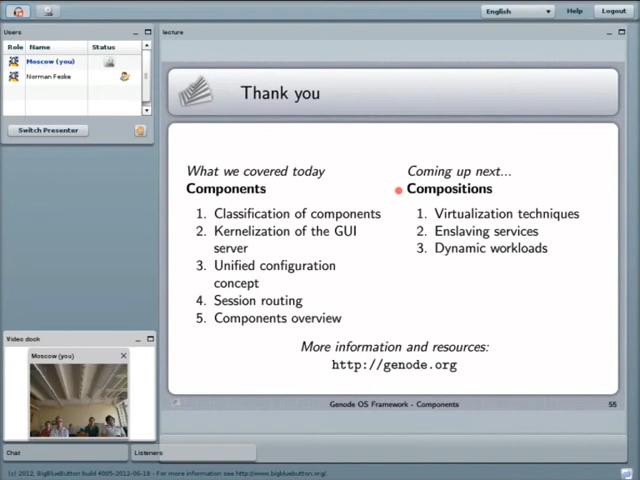 English
Help
Logout
Users
Role Name Status
Moscow (you)
Norman Feske
Switch Presenter
lecture
Thank you
What we covered today
Components
1. Classification of components
2. Kernelization of the GUI
server
3. Unified configuration
concept
4. Session routing
5. Components overview
Coming up next...
Compositions
1. Virtualization techniques
2. Enslaving services
3. Dynamic workloads
More information and resources:
http://genode.org
Genode OS Framework - Components 55
Video dock
Moscow (you)
Chat
Listeners
(c) 2012, BigBlueButton build 4005-2012-06-18 - For more information see http://www.bigbluebutton.org/.